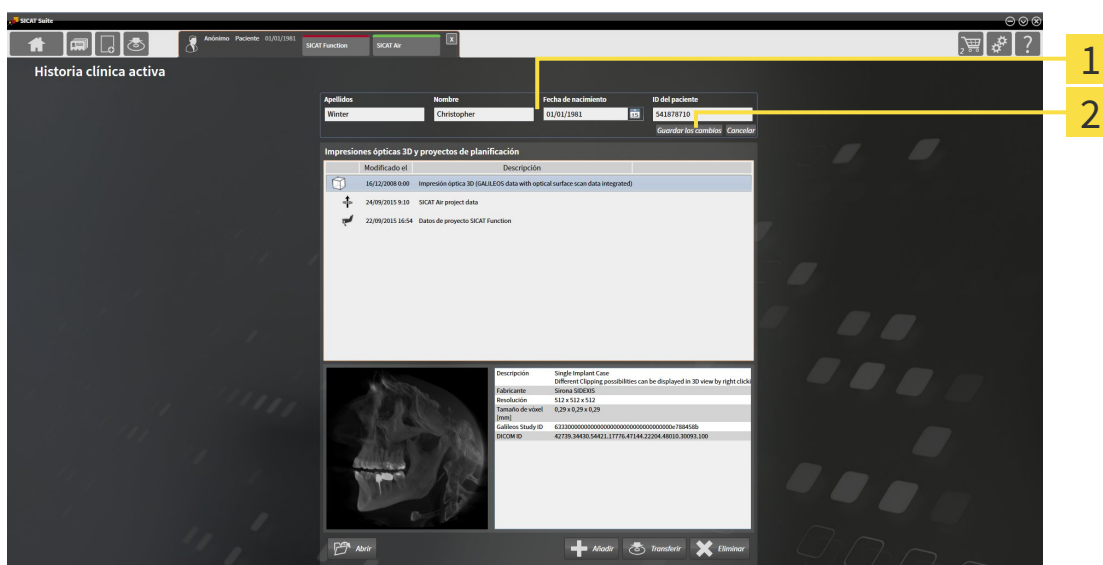 SICAT Suite
Anónimo Paciente 01/01/1981
SICAT Function
SICAT Air
x
2
?
Historia clínica activa
1
Apellidos
Nombre
Fecha de nacimiento
ID del paciente
Winter
Christopher
01/01/1981
15
541878710
2
Guardar los cambios
Cancelar
Impresiones ópticas 3D y proyectos de planificación
Modificado el
Descripción
16/12/2008 0:00 Impresión óptica 3D (GALILEOS data with optical surface scan data integrated)
24/09/2015 9:10 SICAT Air project data
22/09/2015 16:54 Datos de proyecto SICAT Function
Descripción Single Implant Case
Different Clipping possibilities can be displayed in 3D view by right clicki
Fabricante Sirona SIDEXIS
Resolución 512 x 512 x 512
Tamaño de vóxel 0,29 x 0,29 x 0,29
[mm]
Galileos Study ID
DICOM ID 42739.34430.54421.17776.47144.22204.48010.30093.100
Abrir
Añadir
Transferir
Eliminar